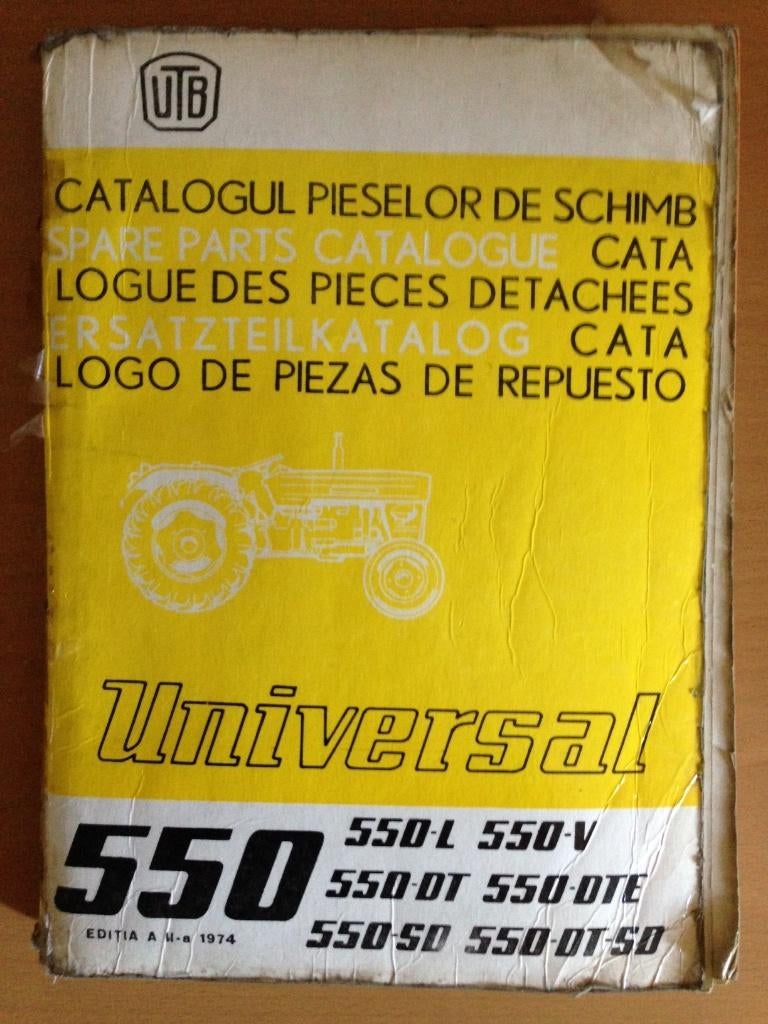 UTB
CATALOGUL PIESELOR DE SCHIMB
SPARE PARTS CATALOGUE CATA
LOGUE DES PIECES DETACHEES
ERSATZTEILKATALOG CATA
LOGO DE PIEZAS DE REPUESTO
Universal
550
550-L 550-V
550-DT 550-DTE
550-SD 550-DT-SD
EDITIA A II-a 1974